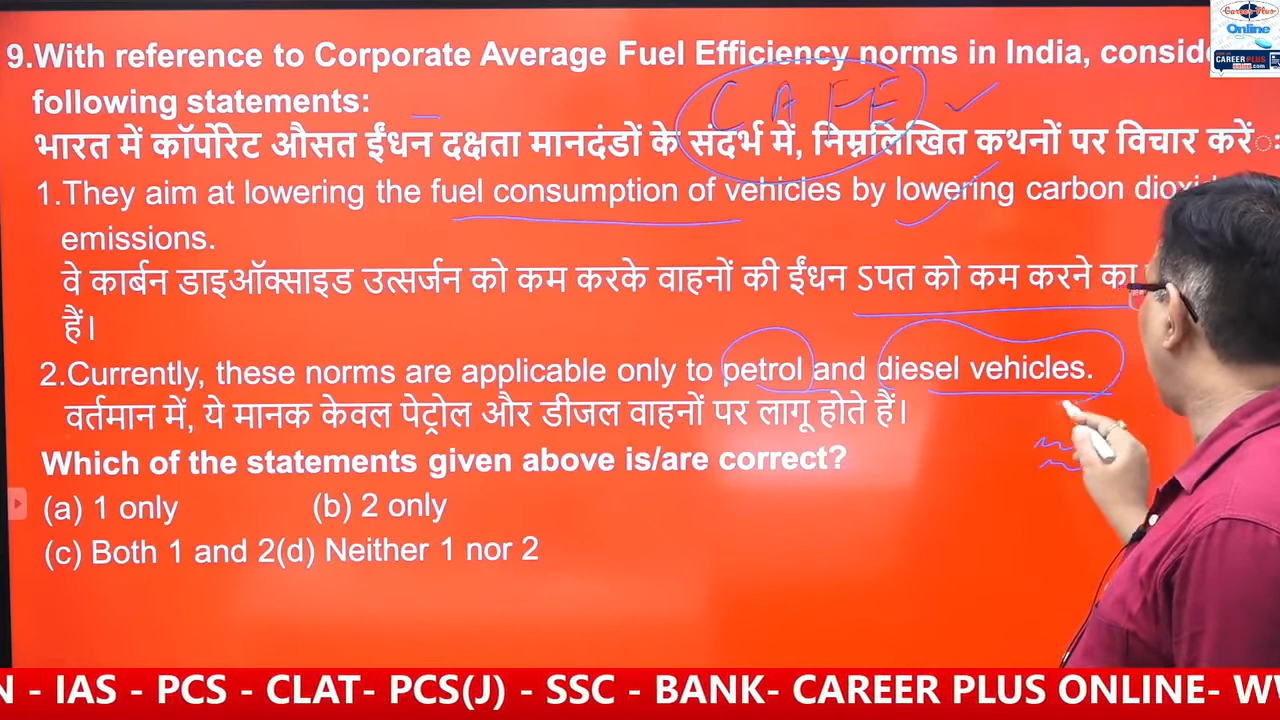 9.With reference to Corporate Average Fuel Efficiency norms in India, conside
following statements:
CAFE
भारत में कॉर्पोरेट औसत ईंधन दक्षता मानदंडों के संदर्भ में, निम्नलिखित कथनों पर विचार करेंः
1.They aim at lowering the fuel consumption of vehicles by lowering carbon dioxi
emissions.
वे कार्बन डाइऑक्साइड उत्सर्जन को कम करके वाहनों की ईंधन ऽपत को कम करने का
हैं।
2.Currently, these norms are applicable only to petrol and diesel vehicles.
वर्तमान में, ये मानक केवल पेट्रोल और डीजल वाहनों पर लागू होते हैं।
Which of the statements given above is/are correct?
(a) 1 only (b) 2 only
(c) Both 1 and 2(d) Neither 1 nor 2
Career Plus
Online
CAREER PLUS
N - IAS - PCS - CLAT- PCS(J) - SSC - BANK- CAREER PLUS ONLINE- WV